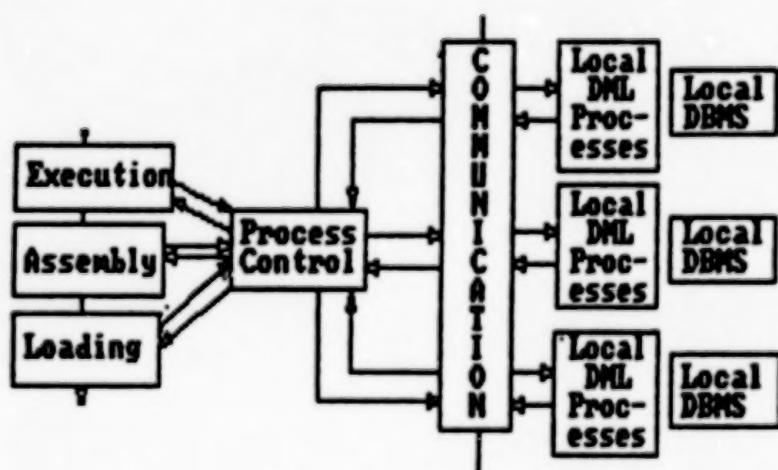 Execution
Assembly
Loading
Process
Control
COMMUNICATION
Local
DML
Proc-
esses
Local
DBMS
Local
DML
Proc-
esses
Local
DBMS
Local
DML
Proc-
esses
Local
DBMS